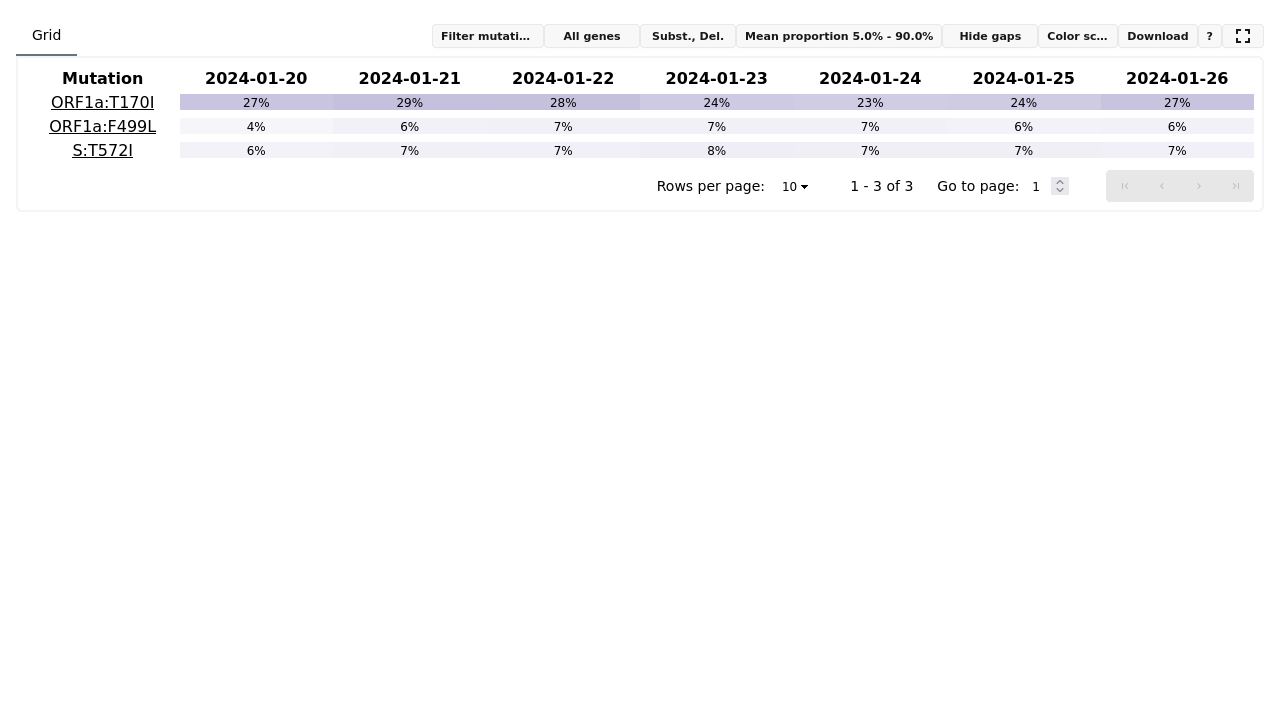 Grid
Filter mutati…
All genes
Subst., Del.
Mean proportion 5.0% - 90.0%
Hide gaps
Color sc…
Download
?
Mutation 2024-01-20 2024-01-21 2024-01-22 2024-01-23 2024-01-24 2024-01-25 2024-01-26
ORF1a:T170I 27% 29% 28% 24% 23% 24% 27%
ORF1a:F499L 4% 6% 7% 7% 7% 6% 6%
S:T572I 6% 7% 7% 8% 7% 7% 7%
Rows per page: 10 1 - 3 of 3 Go to page: 1